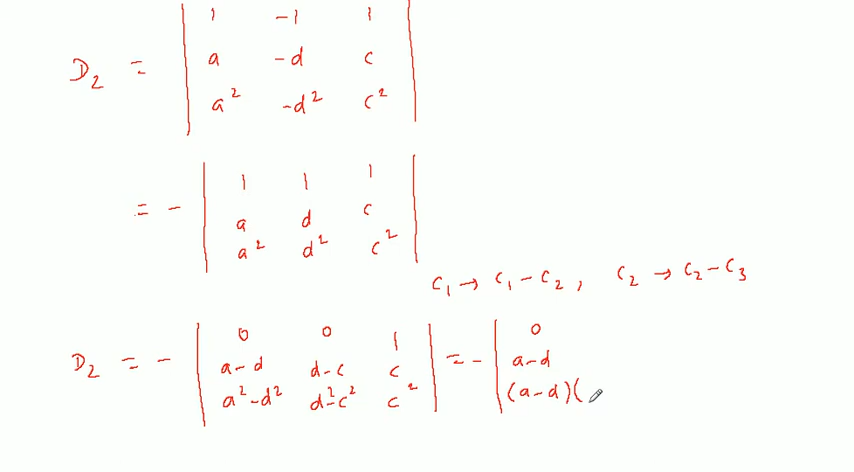 1 -1 1
D₂ = a -d c
a² -d² c²
1 1 1
= - a d c
a² d² c²
C₁ → C₁-C₂, C₂ → C₂-C₃
0 0 1 0
D₂ = - a-d d-c c = - a-d
a²-d² d²-c² c² (a-d)(